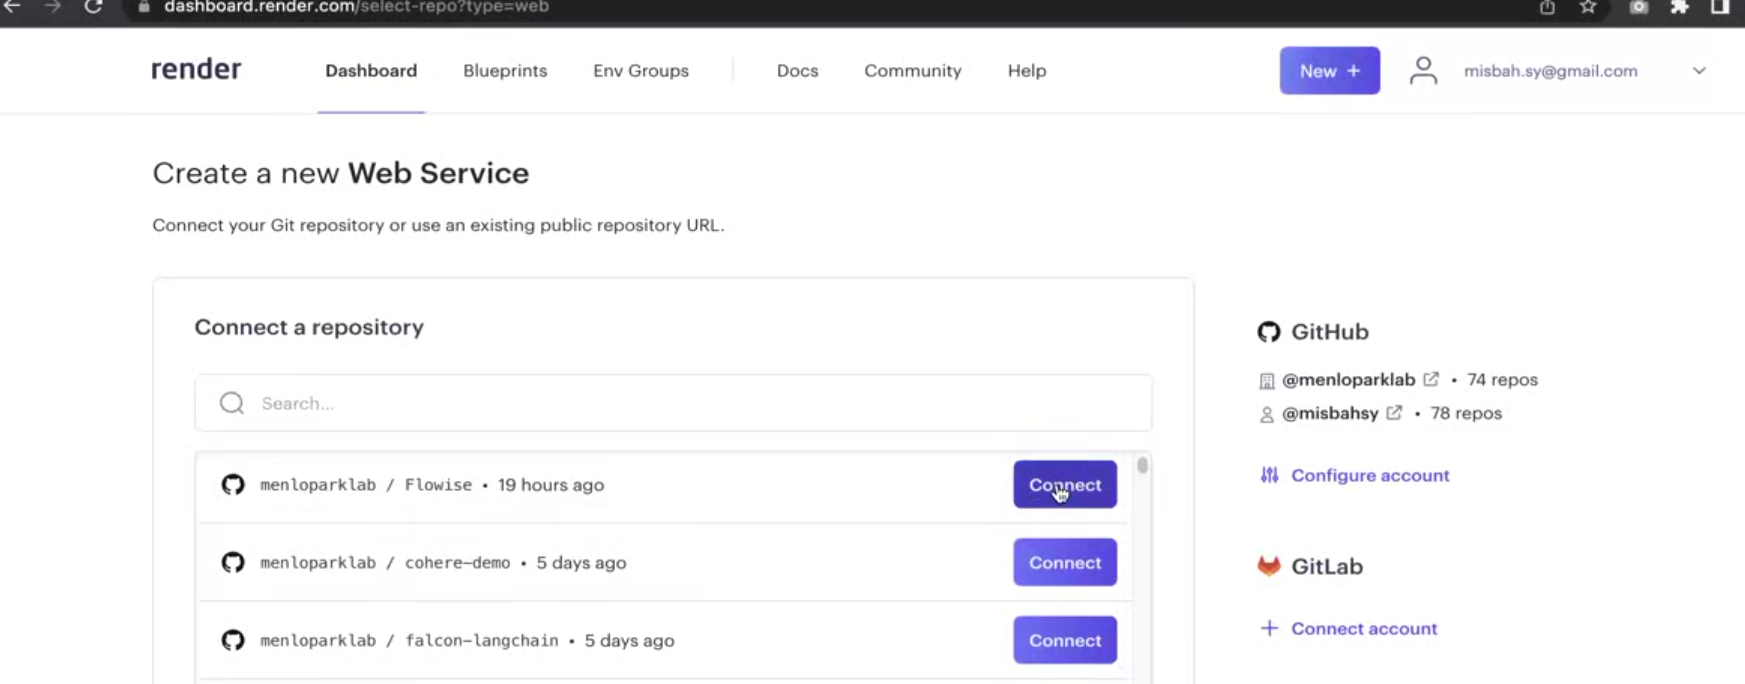 dashboard.render.com/select-repo?type=web
render Dashboard Blueprints Env Groups Docs Community Help New + misbah.sy@gmail.com
Create a new Web Service
Connect your Git repository or use an existing public repository URL.
Connect a repository
Search...
menloparklab / Flowise • 19 hours ago Connect
menloparklab / cohere-demo • 5 days ago Connect
menloparklab / falcon-langchain • 5 days ago Connect
GitHub
@menloparklab • 74 repos
@misbahsy • 78 repos
Configure account
GitLab
+ Connect account